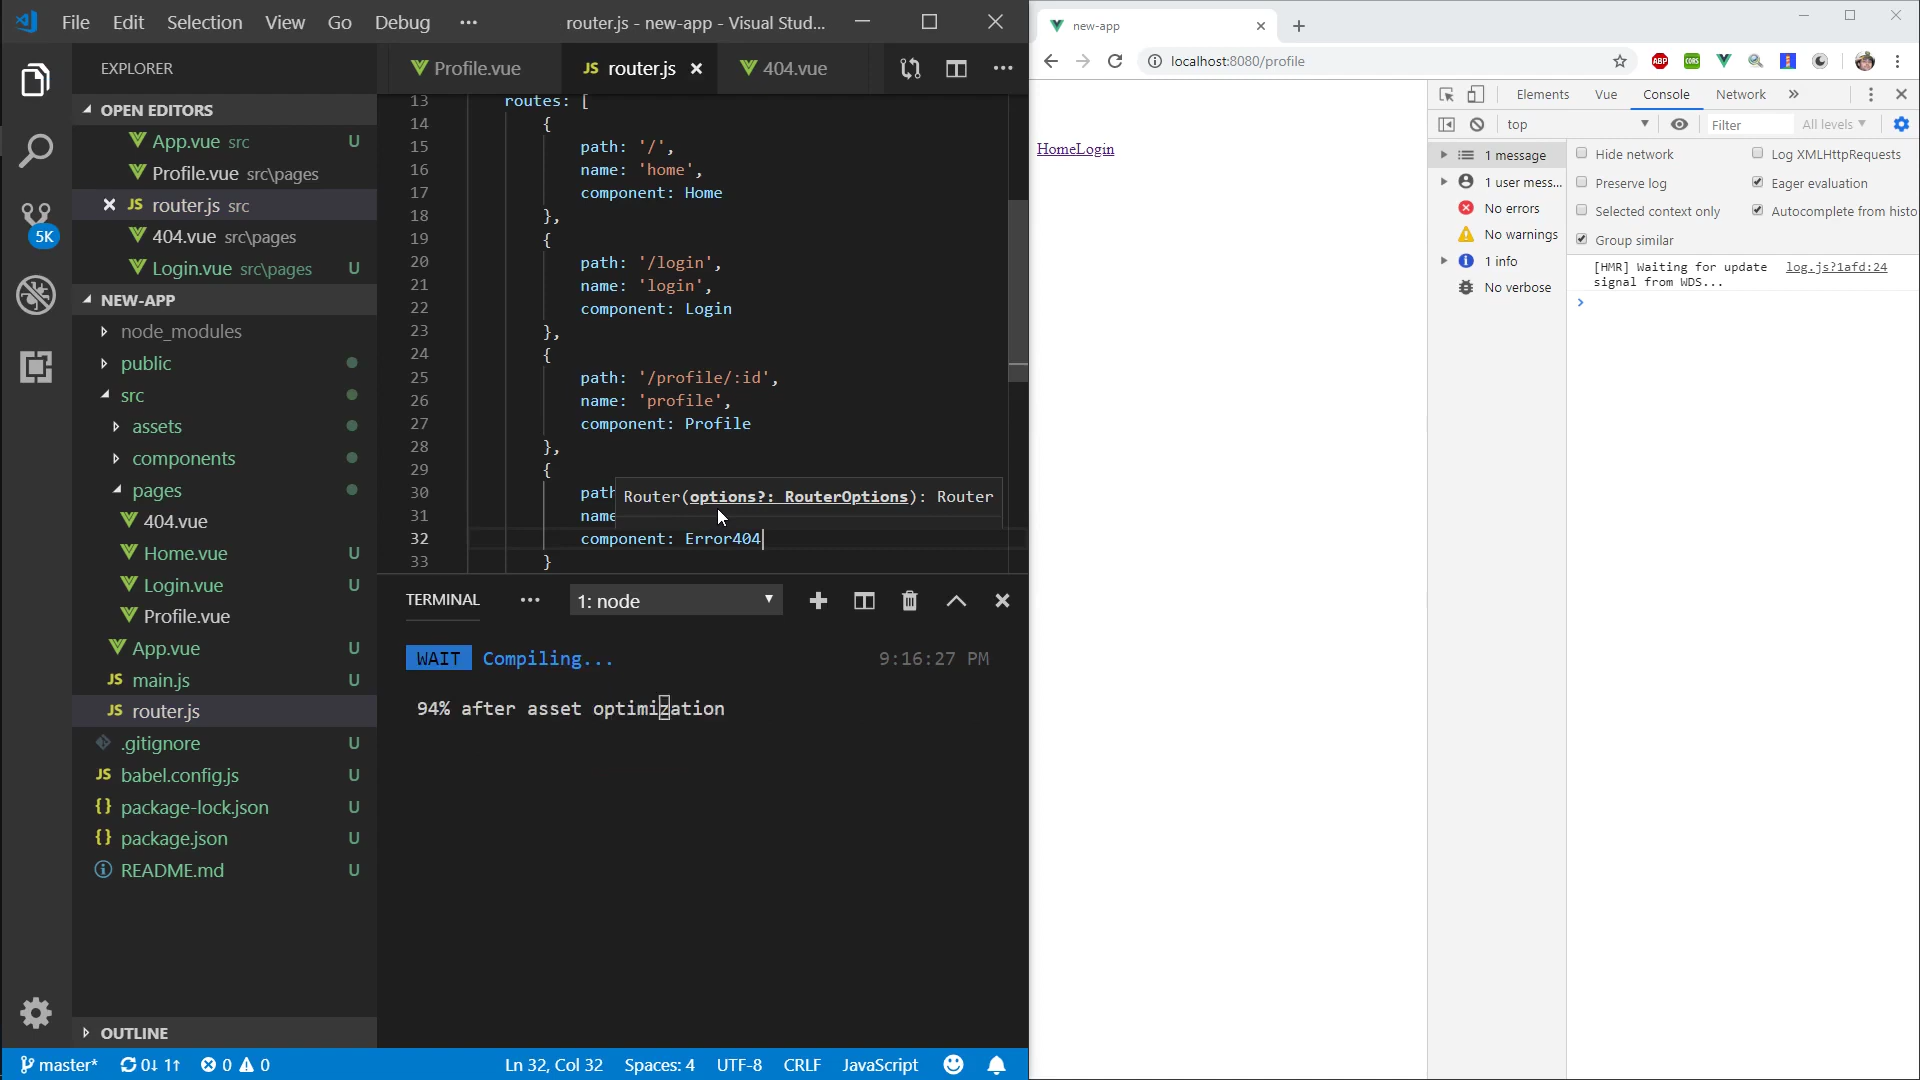 File Edit Selection View Go Debug ··· router.js - new-app - Visual Stud...
EXPLORER
OPEN EDITORS
App.vue src U
Profile.vue src\pages
JS router.js src
404.vue src\pages
Login.vue src\pages U
5K
NEW-APP
node_modules
public
src
assets
components
pages
404.vue
Home.vue U
Login.vue U
Profile.vue
App.vue U
JS main.js U
JS router.js
.gitignore U
JS babel.config.js U
{} package-lock.json U
{} package.json U
README.md U
OUTLINE
Profile.vue JS router.js 404.vue
13 routes: [
14 {
15 path: '/',
16 name: 'home',
17 component: Home
18 },
19 {
20 path: '/login',
21 name: 'login',
22 component: Login
23 },
24 {
25 path: '/profile/:id',
26 name: 'profile',
27 component: Profile
28 },
29 {
30 path
Router(options?: RouterOptions): Router
31 name
32 component: Error404
33 }
TERMINAL ··· 1: node
WAIT Compiling... 9:16:27 PM
94% after asset optimization
master* 0↓ 1↑ 0 0 Ln 32, Col 32 Spaces: 4 UTF-8 CRLF JavaScript
new-app
localhost:8080/profile
ABP CORS
HomeLogin
Elements Vue Console Network »
top Filter All levels
1 message
1 user mess...
No errors
No warnings
1 info
No verbose
Hide network Log XMLHttpRequests
Preserve log Eager evaluation
Selected context only Autocomplete from histo
Group similar
[HMR] Waiting for update log.js?1afd:24
signal from WDS...